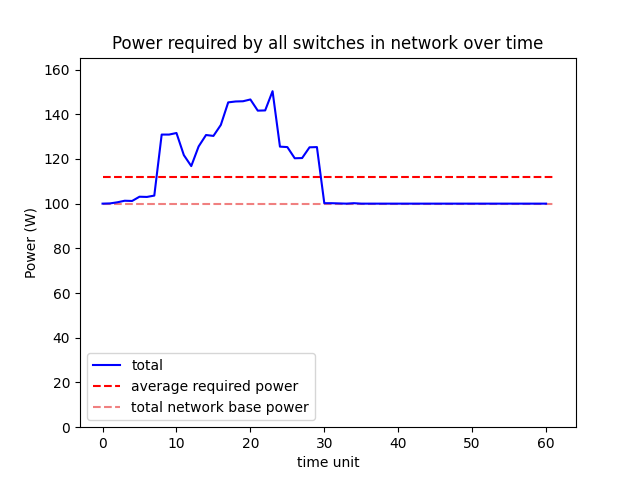 Power required by all switches in network over time
160
140
120
100
80
60
40
20
0
Power (W)
total
average required power
total network base power
0 10 20 30 40 50 60
time unit